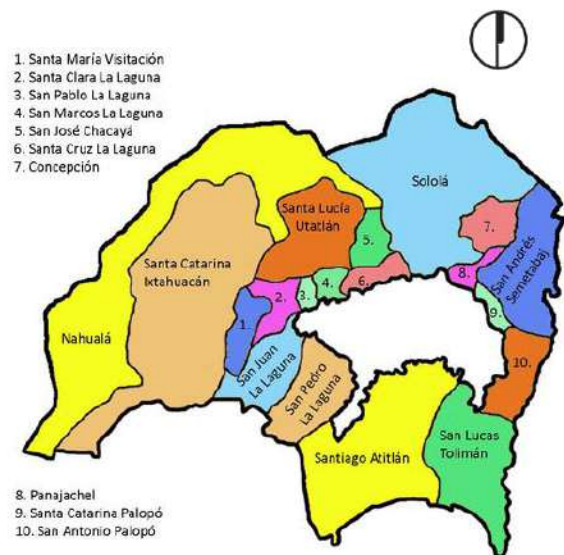 1. Santa María Visitación
2. Santa Clara La Laguna
3. San Pablo La Laguna
4. San Marcos La Laguna
5. San José Chacayá
6. Santa Cruz La Laguna
7. Concepción
Sololá
Santa Lucía
Utatlán
7.
5.
Santa Catarina
Ixtahuacán
San Andrés
Semetabaj
8.
6.
4.
3.
2.
9.
1.
Nahualá
San Juan
La Laguna
San Pedro
La Laguna
10.
Santiago Atitlán
San Lucas
Tolimán
8. Panajachel
9. Santa Catarina Palopó
10. San Antonio Palopó